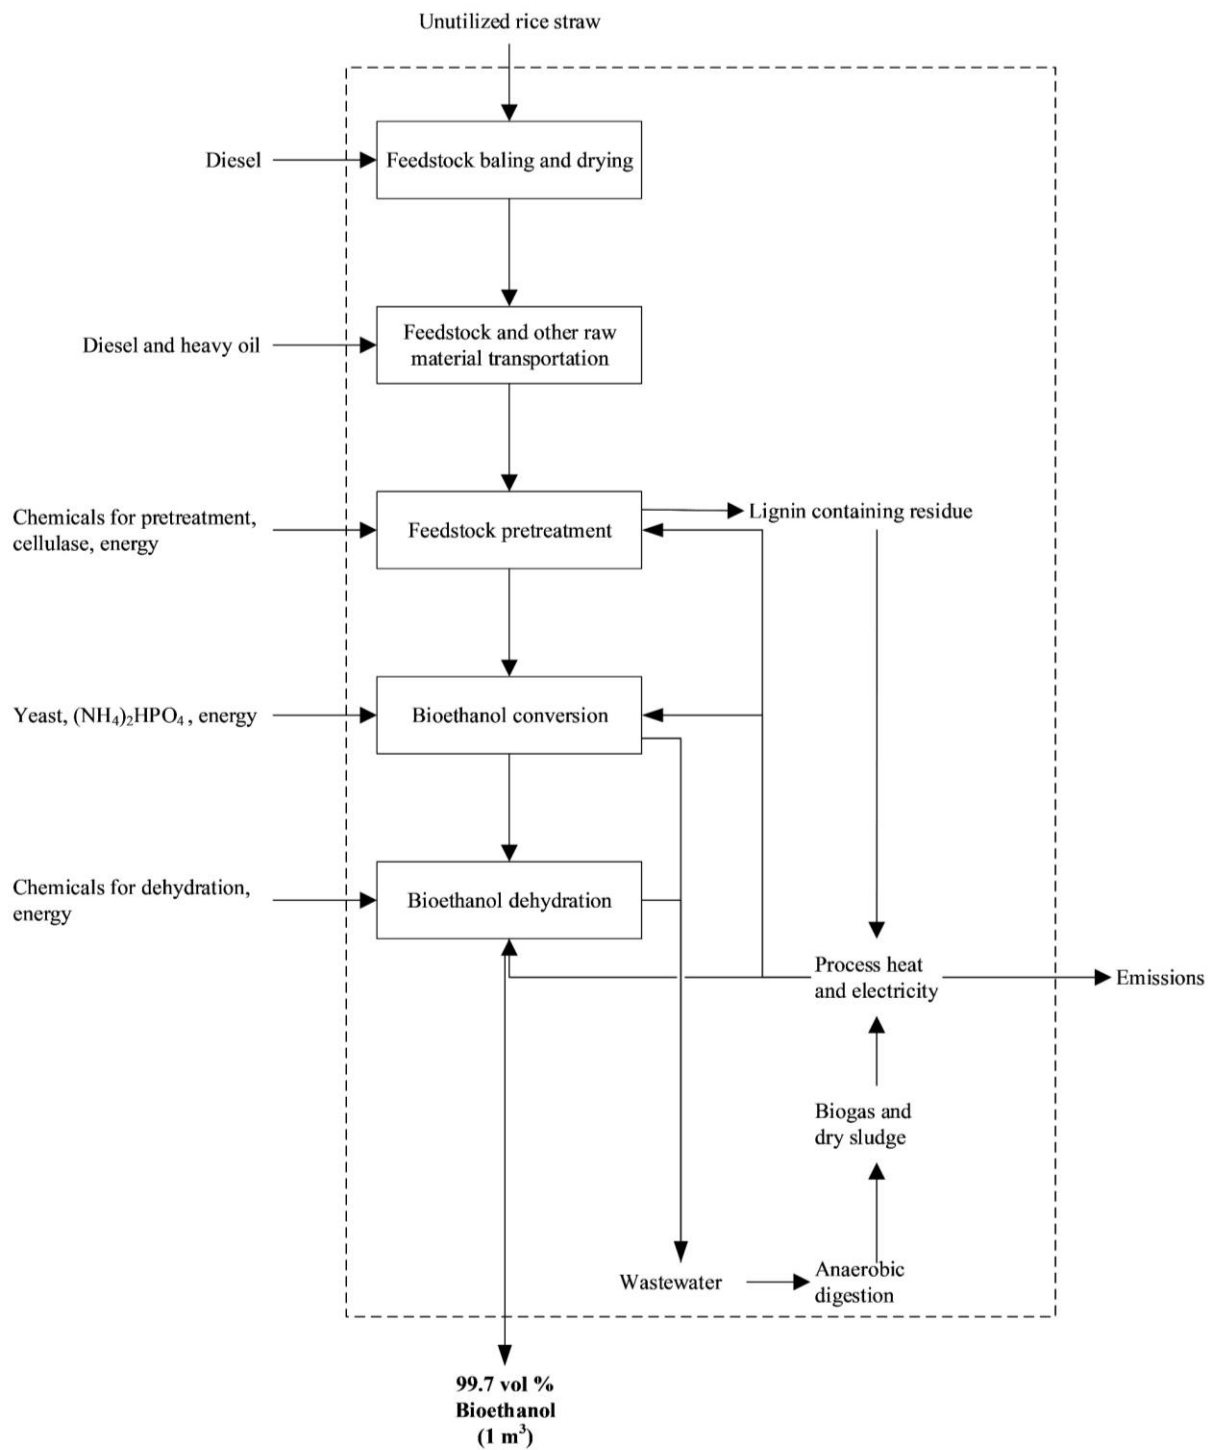 Unutilized rice straw
Diesel
Feedstock baling and drying
Diesel and heavy oil
Feedstock and other raw
material transportation
Chemicals for pretreatment,
cellulase, energy
Feedstock pretreatment
Lignin containing residue
Yeast, (NH₄)₂HPO₄, energy
Bioethanol conversion
Chemicals for dehydration,
energy
Bioethanol dehydration
Process heat
and electricity
Emissions
Biogas and
dry sludge
Wastewater
Anaerobic
digestion
99.7 vol %
Bioethanol
(1 m³)